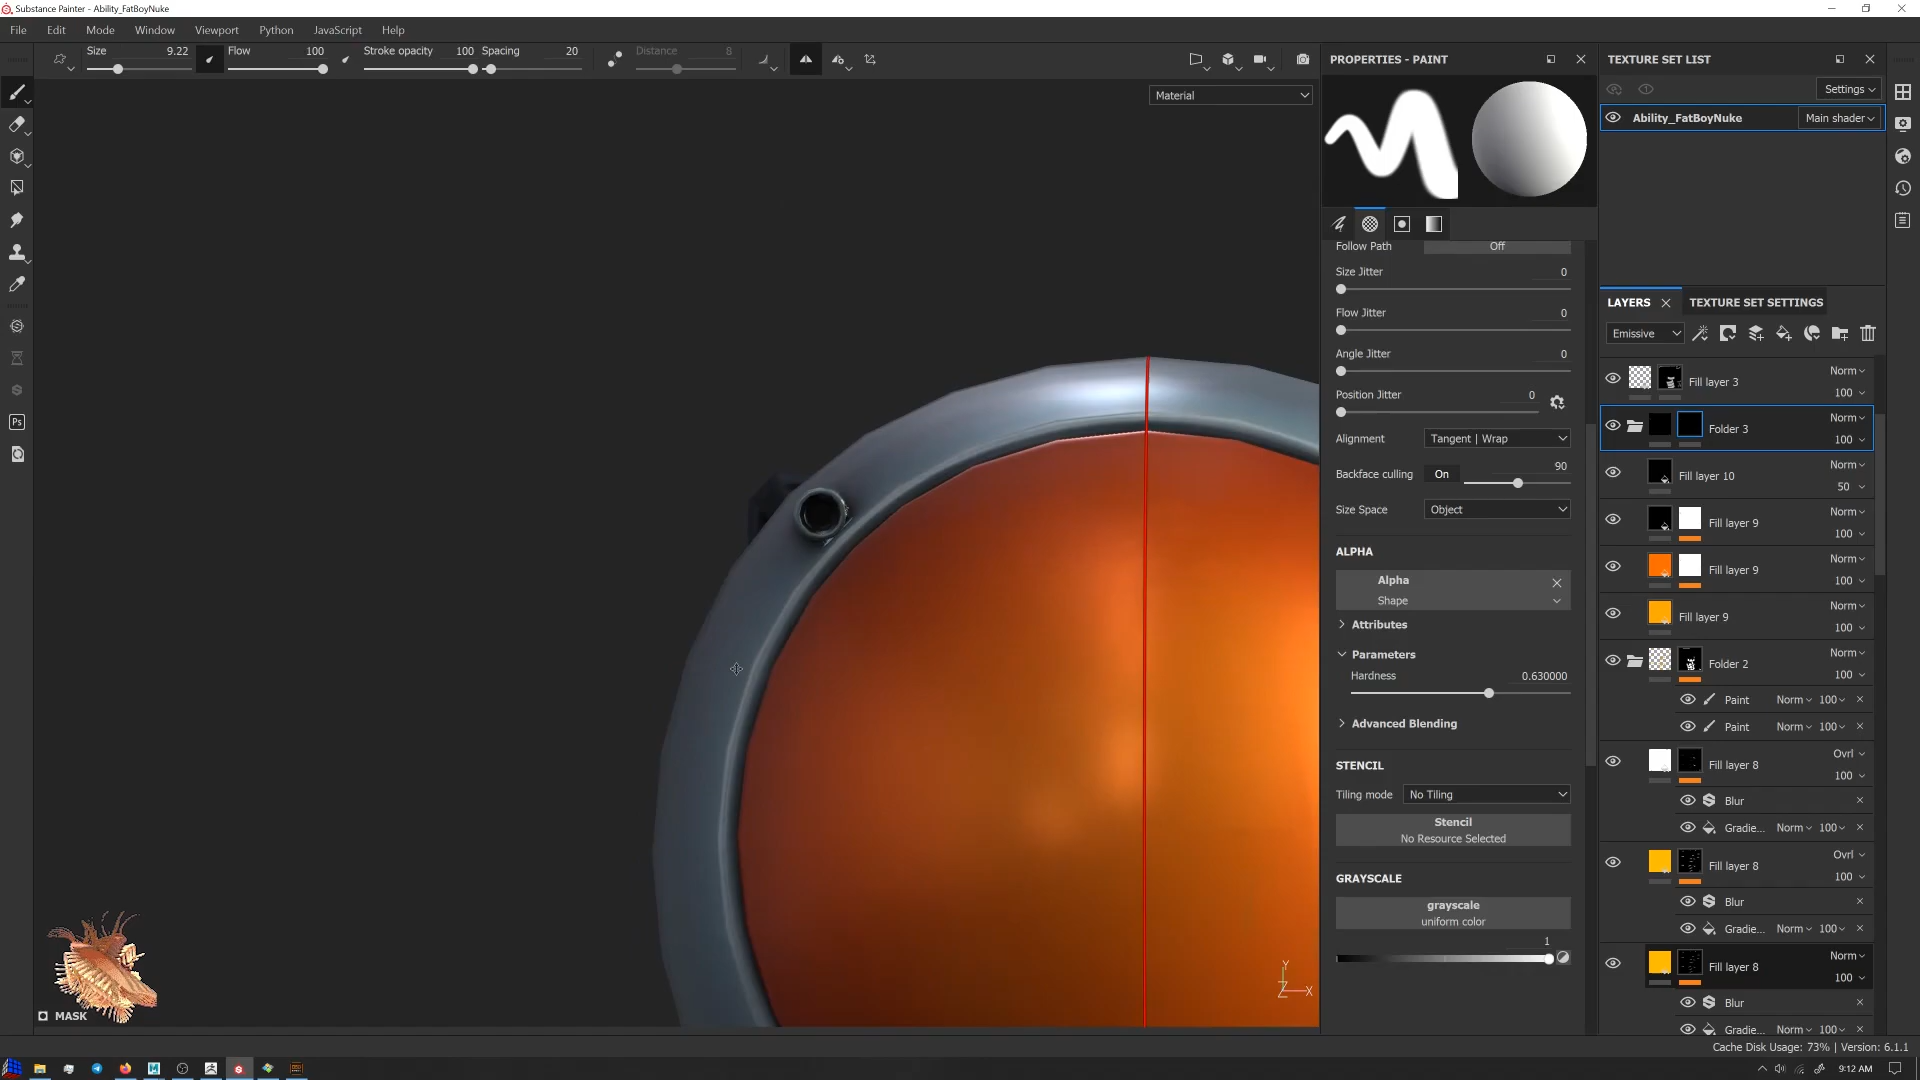 Substance Painter - Ability_FatBoyNuke
File Edit Mode Window Viewport Python JavaScript Help
Size 9.22 Flow 100 Stroke opacity 100 Spacing 20 Distance 8
Material
PROPERTIES - PAINT
Follow Path Off
Size Jitter 0
Flow Jitter 0
Angle Jitter 0
Position Jitter 0
Alignment Tangent | Wrap
Backface culling On 90
Size Space Object
ALPHA
Alpha
Shape
Attributes
Parameters
Hardness 0.630000
Advanced Blending
STENCIL
Tiling mode No Tiling
Stencil
No Resource Selected
GRAYSCALE
grayscale
uniform color
1
TEXTURE SET LIST
Settings
Ability_FatBoyNuke Main shader
LAYERS TEXTURE SET SETTINGS
Emissive
Fill layer 3 Norm 100
Folder 3 Norm 100
Fill layer 10 Norm 50
Fill layer 9 Norm 100
Fill layer 9 Norm 100
Fill layer 9 Norm 100
Folder 2 Norm 100
Paint Norm 100
Paint Norm 100
Fill layer 8 Ovrl 100
Blur
Gradie... Norm 100
Fill layer 8 Ovrl 100
Blur
Gradie... Norm 100
Fill layer 8 Norm 100
Blur
Gradie... Norm 100
Y
Z X
MASK
Ps
Cache Disk Usage: 73% | Version: 6.1.1
9:12 AM